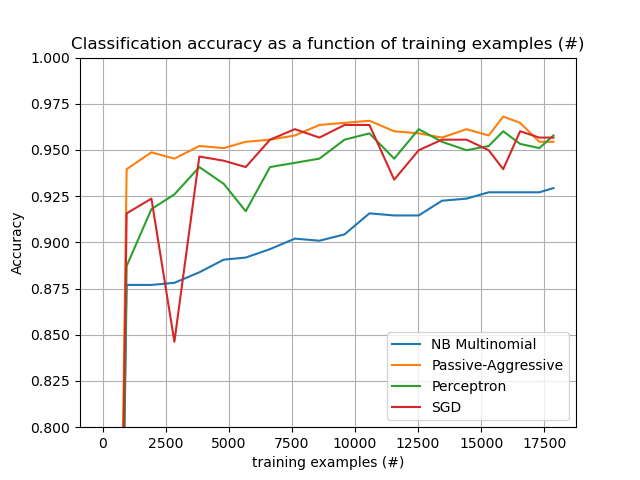 Classification accuracy as a function of training examples (#)
1.000
0.975
0.950
0.925
0.900
0.875
0.850
0.825
0.800
Accuracy
NB Multinomial
Passive-Aggressive
Perceptron
SGD
0 2500 5000 7500 10000 12500 15000 17500
training examples (#)